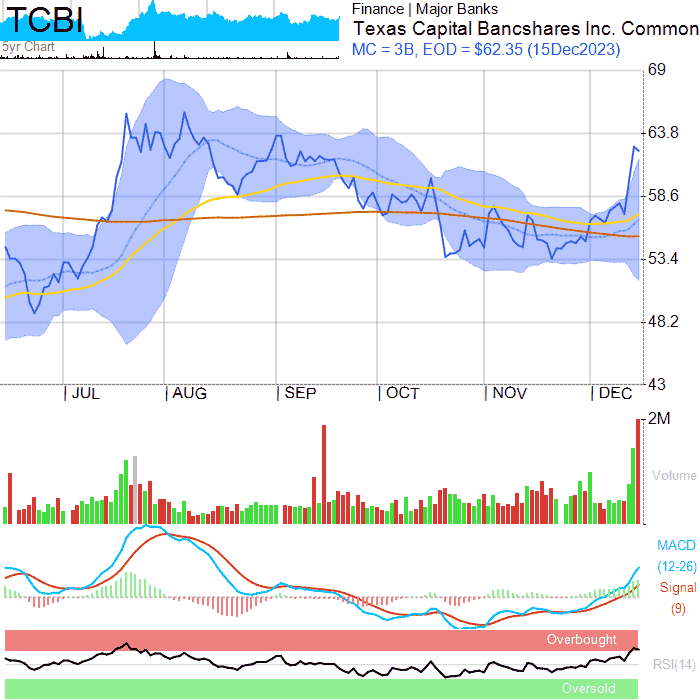 TCBI
5yr Chart
Finance | Major Banks
Texas Capital Bancshares Inc. Common
MC = 3B, EOD = $62.35 (15Dec2023)
69
63.8
58.6
53.4
48.2
43
JUL
AUG
SEP
OCT
NOV
DEC
2M
Volume
MACD
(12-26)
Signal
(9)
Overbought
RSI(14)
Oversold